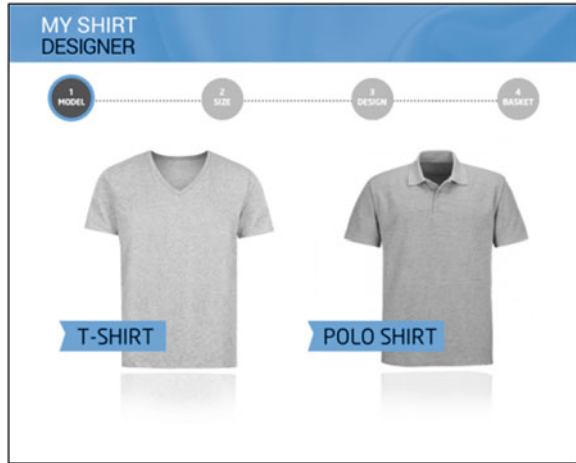 MY SHIRT
DESIGNER
1
MODEL
2
SIZE
3
DESIGN
4
BASKET
T-SHIRT
POLO SHIRT